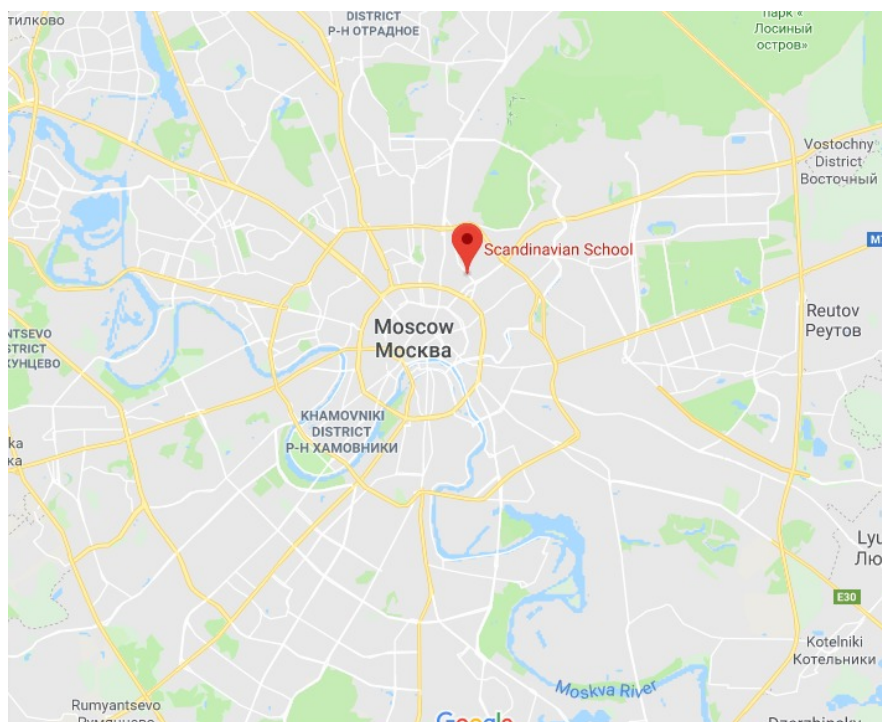 DISTRICT
Р-Н ОТРАДНОЕ
парк «
Лосиный
остров»
Vostochny
District
Восточный
Scandinavian School
Moscow
Москва
Reutov
Реутов
KHAMOVNIKI
DISTRICT
Р-Н ХАМОВНИКИ
E30
Kotelniki
Котельники
Moskva River
Rumyantsevo
Google